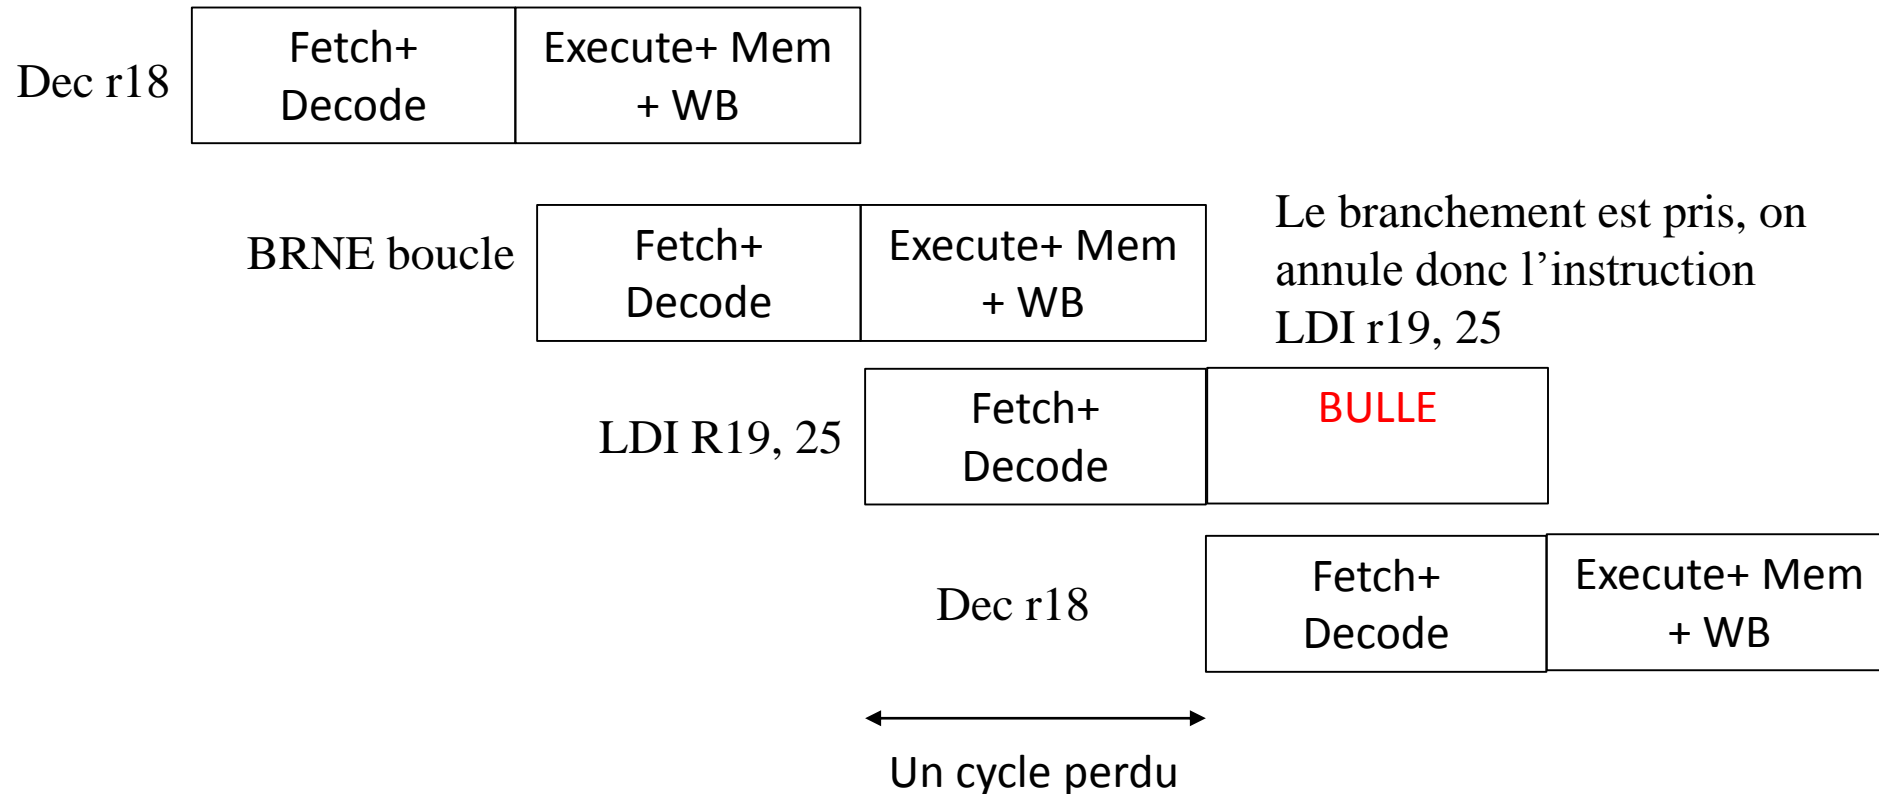 Dec r18
Fetch+
Decode
Execute+ Mem
+ WB
BRNE boucle
Fetch+
Decode
Execute+ Mem
+ WB
Le branchement est pris, on
annule donc l’instruction
LDI r19, 25
LDI R19, 25
Fetch+
Decode
BULLE
Dec r18
Fetch+
Decode
Execute+ Mem
+ WB
Un cycle perdu